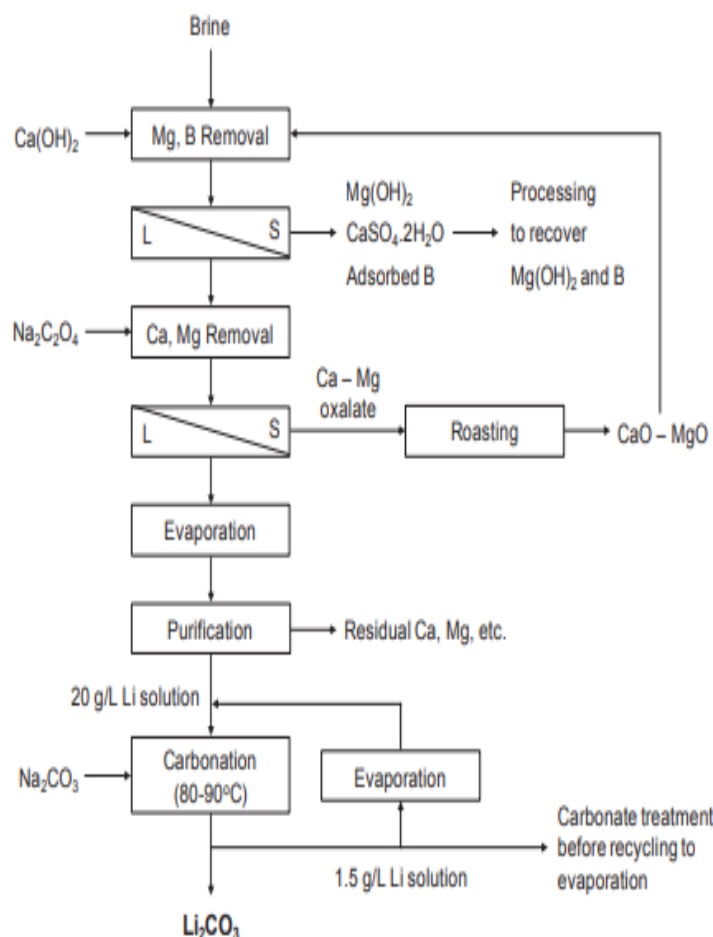 Brine
Ca(OH)₂
Mg, B Removal
L
S
Mg(OH)₂
CaSO₄.2H₂O
Adsorbed B
Processing
to recover
Mg(OH)₂ and B
Na₂C₂O₄
Ca, Mg Removal
L
S
Ca – Mg
oxalate
Roasting
CaO – MgO
Evaporation
Purification
Residual Ca, Mg, etc.
20 g/L Li solution
Na₂CO₃
Carbonation
(80-90ºC)
Evaporation
Carbonate treatment
before recycling to
evaporation
1.5 g/L Li solution
Li₂CO₃